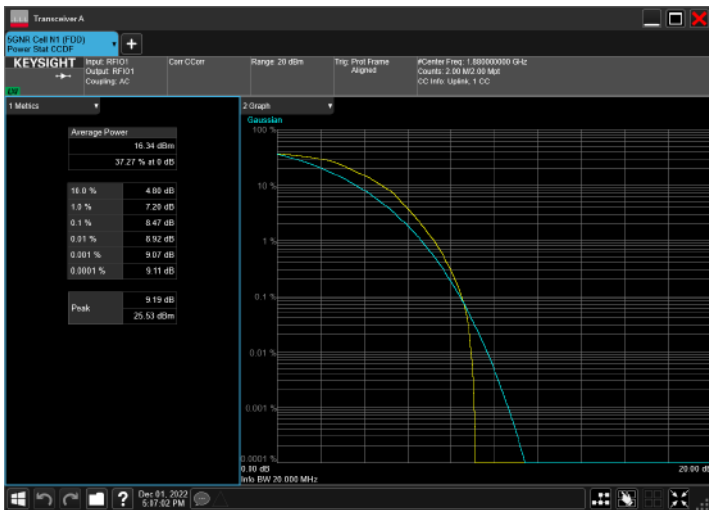 Transceiver A
5GNR Cell N1 (FDD)
Power Stat CCDF
KEYSIGHT
Input: RFIO1
Output: RFIO1
Coupling: AC
Corr CCorr
Range: 20 dBm
Trig: Prot Frame
Aligned
#Center Freq: 1.880000000 GHz
Counts: 2.00 M/2.00 Mpt
CC Info: Uplink, 1 CC
1 Metrics
Average Power
16.34 dBm
37.27 % at 0 dB
10.0 % 4.80 dB
1.0 % 7.20 dB
0.1 % 8.47 dB
0.01 % 8.92 dB
0.001 % 9.07 dB
0.0001 % 9.11 dB
Peak
9.19 dB
25.53 dBm
2 Graph
Gaussian
100 %
10 %
1 %
0.1 %
0.01 %
0.001 %
0.0001 %
0.00 dB
20.00 dB
Info BW 20.000 MHz
?
Dec 01, 2022
5:17:02 PM